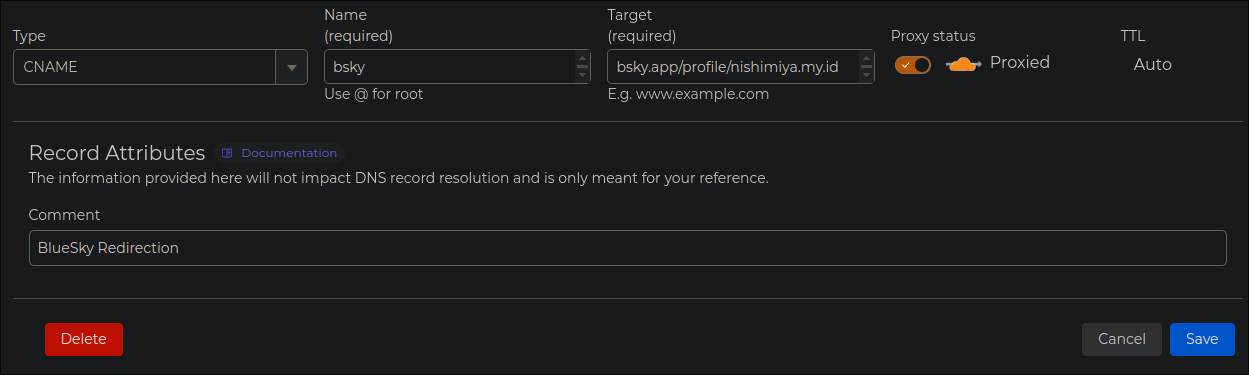 Type
Name
(required)
Target
(required)
Proxy status
TTL
CNAME
bsky
bsky.app/profile/nishimiya.my.id
Proxied
Auto
Use @ for root
E.g. www.example.com
Record Attributes
Documentation
The information provided here will not impact DNS record resolution and is only meant for your reference.
Comment
BlueSky Redirection
Delete
Cancel
Save